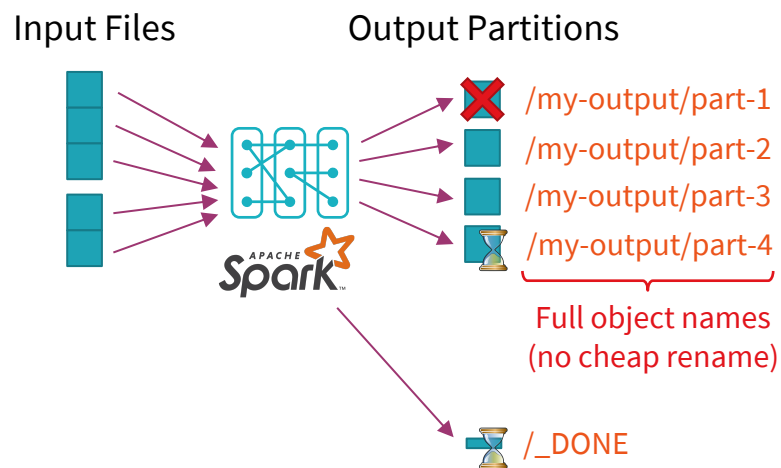 Input Files
Output Partitions
/my-output/part-1
/my-output/part-2
/my-output/part-3
/my-output/part-4
APACHE
Spark™
Full object names
(no cheap rename)
/_DONE